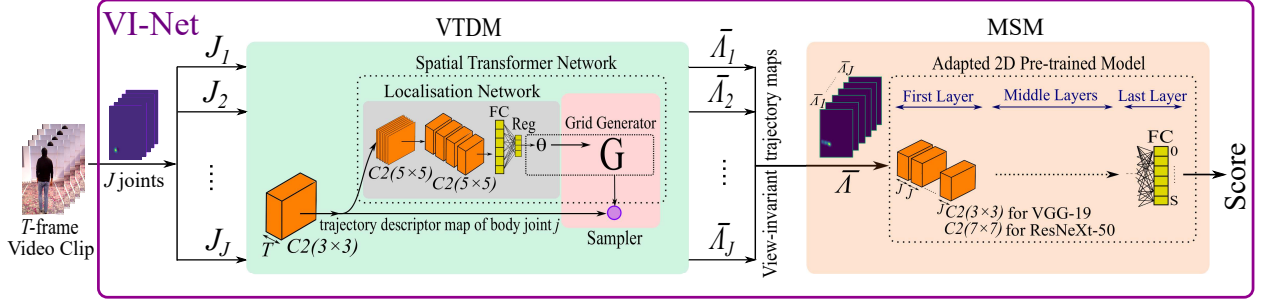 VI-Net
VTDM
MSM
T-frame
Video Clip
J joints
J₁
J₂
⋮
J_J
Spatial Transformer Network
Localisation Network
FC
Reg
θ
C2(5×5)
C2(5×5)
Grid Generator
G
T
C2(3×3)
trajectory descriptor map of body joint j
Sampler
Λ̄₁
Λ̄₂
⋮
Λ̄_J
View-invariant trajectory maps
Λ̄_J
Λ̄₁
Λ̄
Adapted 2D Pre-trained Model
First Layer
Middle Layers
Last Layer
J
J
J
C2(3×3) for VGG-19
C2(7×7) for ResNeXt-50
FC
0
S
Score